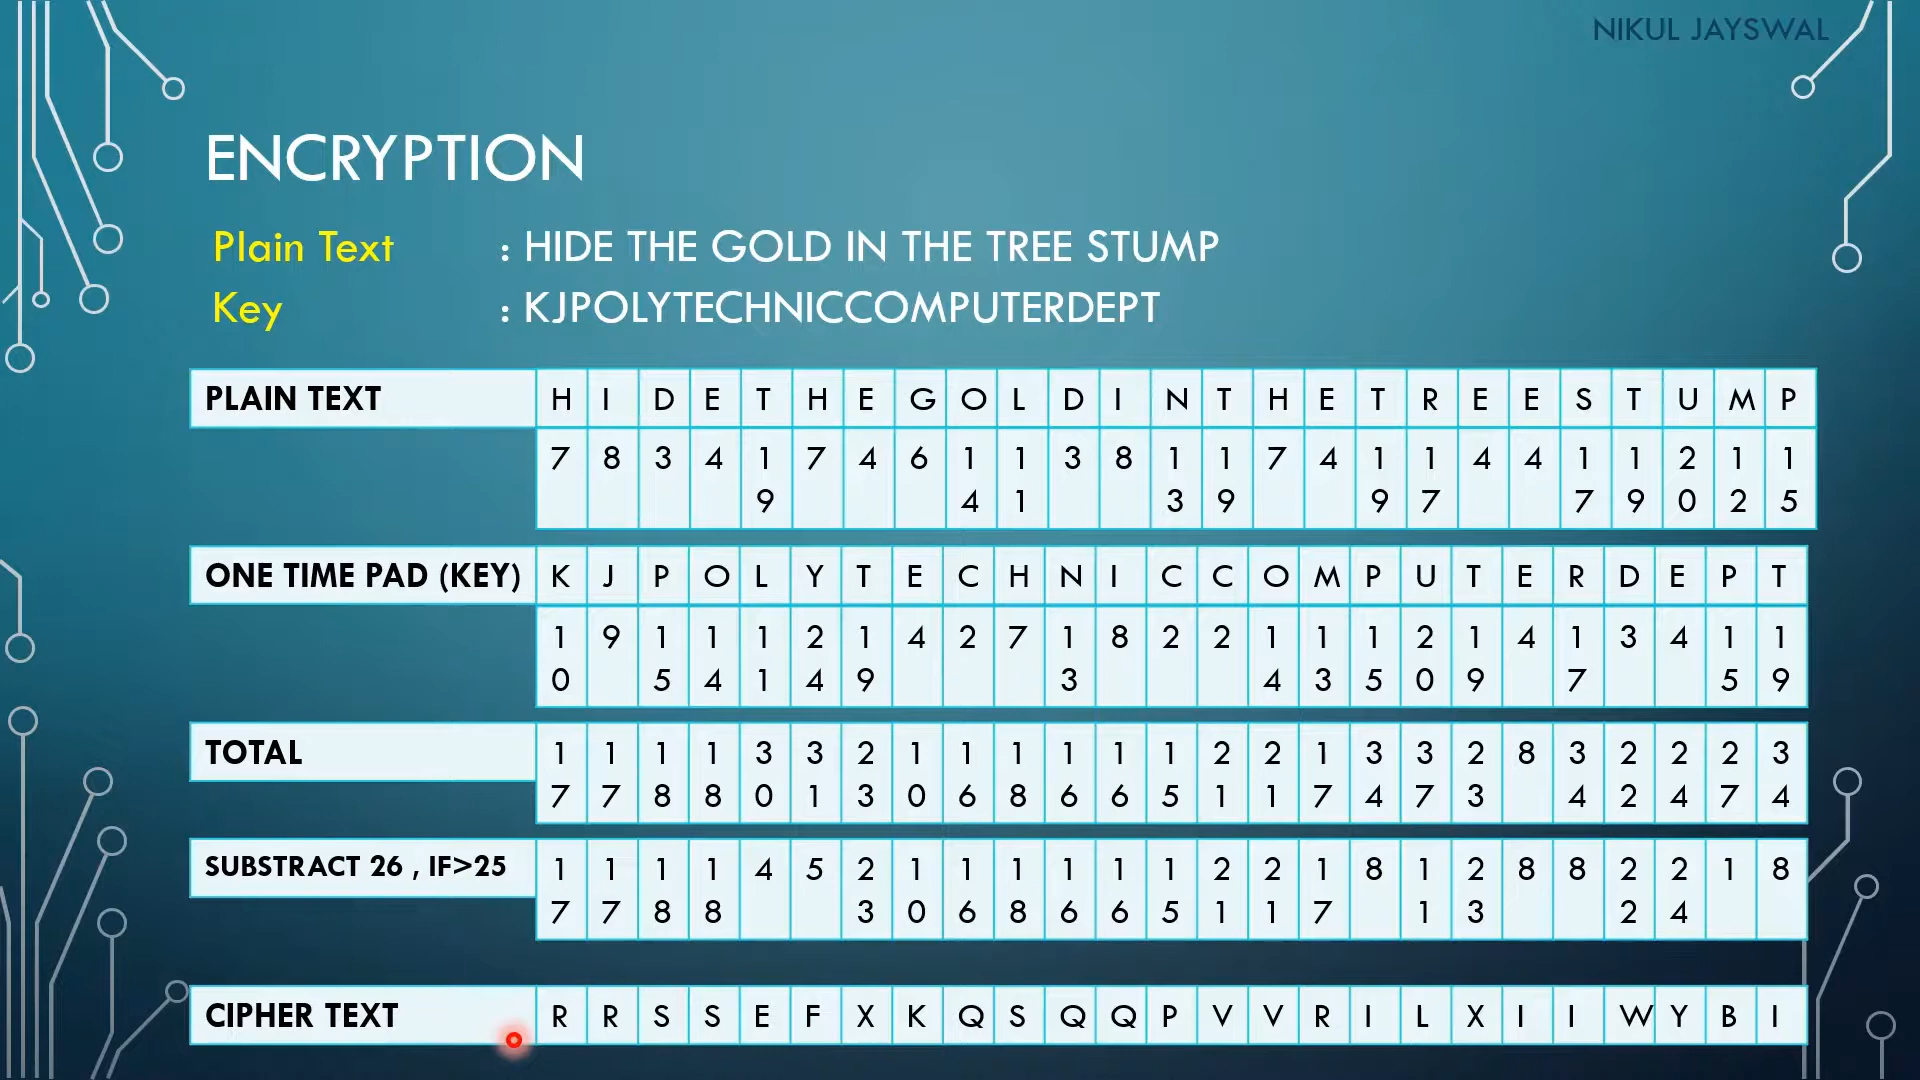 NIKUL JAYSWAL
ENCRYPTION
Plain Text : HIDE THE GOLD IN THE TREE STUMP
Key : KJPOLYTECHNICCOMPUTERDEPT
PLAIN TEXT H I D E T H E G O L D I N T H E T R E E S T U M P
7 8 3 4 19 7 4 6 14 11 3 8 13 19 7 4 19 17 4 4 17 19 20 12 15
ONE TIME PAD (KEY) K J P O L Y T E C H N I C C O M P U T E R D E P T
10 9 15 14 11 24 19 4 2 7 13 8 2 2 14 13 15 20 19 4 17 3 4 15 19
TOTAL 17 17 18 18 30 31 23 10 16 18 16 16 15 21 21 17 34 37 23 8 34 22 24 27 34
SUBSTRACT 26 , IF>25 17 17 18 18 4 5 23 10 16 18 16 16 15 21 21 17 8 11 23 8 8 22 24 1 8
CIPHER TEXT R R S S E F X K Q S Q Q P V V R I L X I I W Y B I